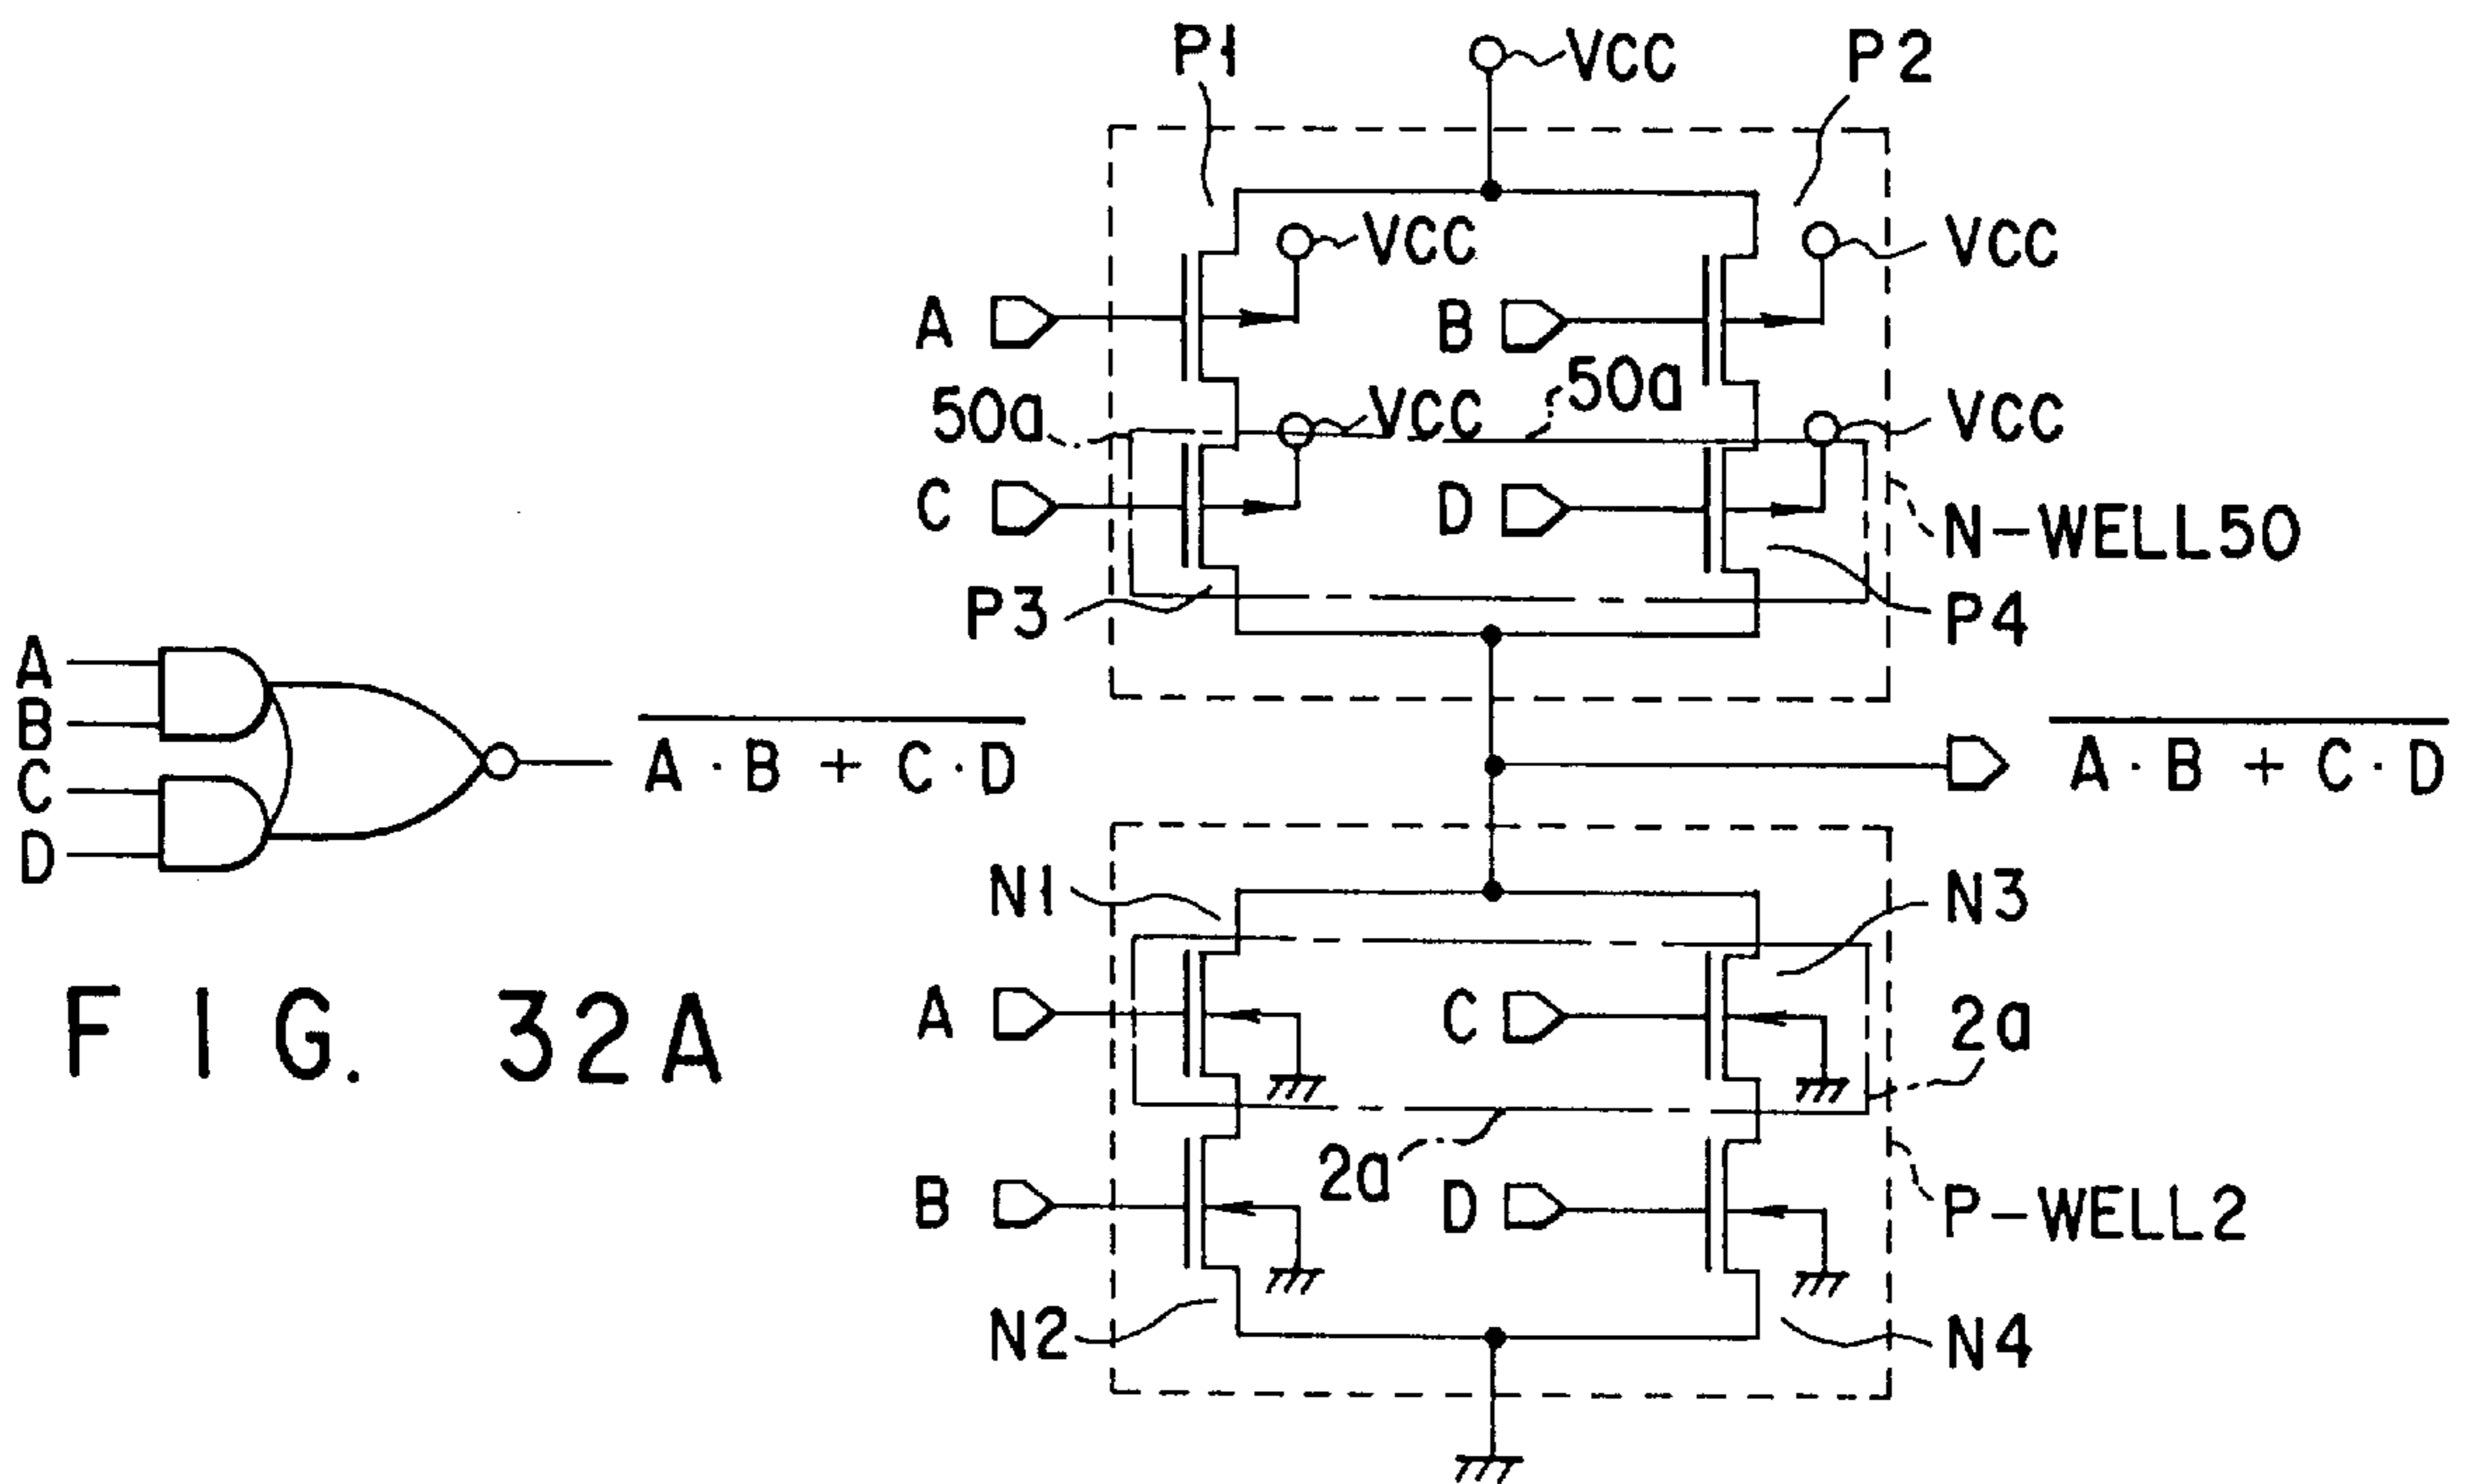 P1
VCC
P2
VCC
VCC
A
B
50a
VCC
50a
VCC
C
D
N-WELL50
P3
P4
A
B
C
D
A·B + C·D
A·B + C·D
N1
N3
A
C
2a
FIG. 32A
2a
B
D
P-WELL2
N2
N4